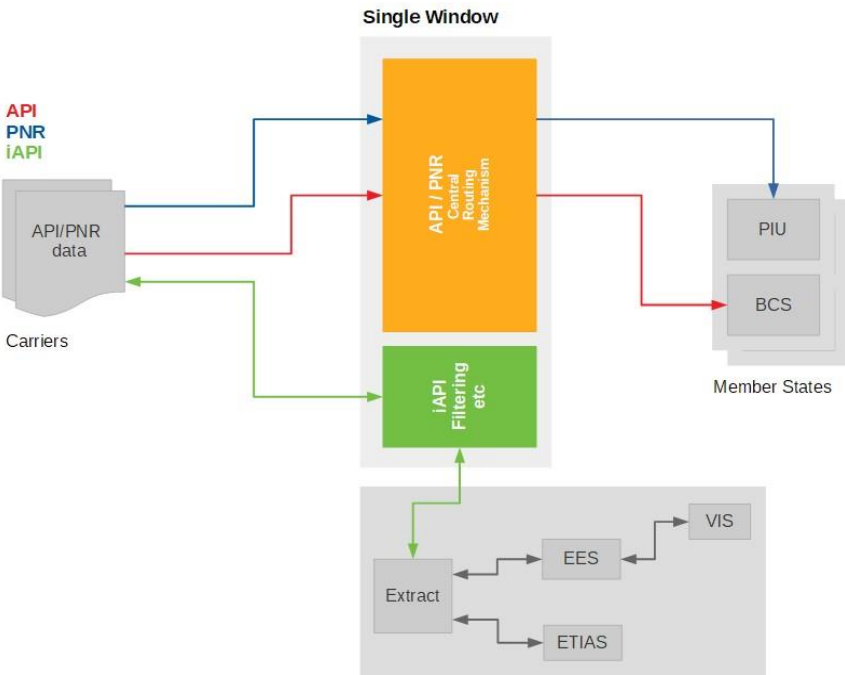 Single Window
API
PNR
iAPI
API/PNR
data
Carriers
API / PNR
Central
Routing
Mechanism
iAPI
Filtering
etc
PIU
BCS
Member States
Extract
EES
VIS
ETIAS